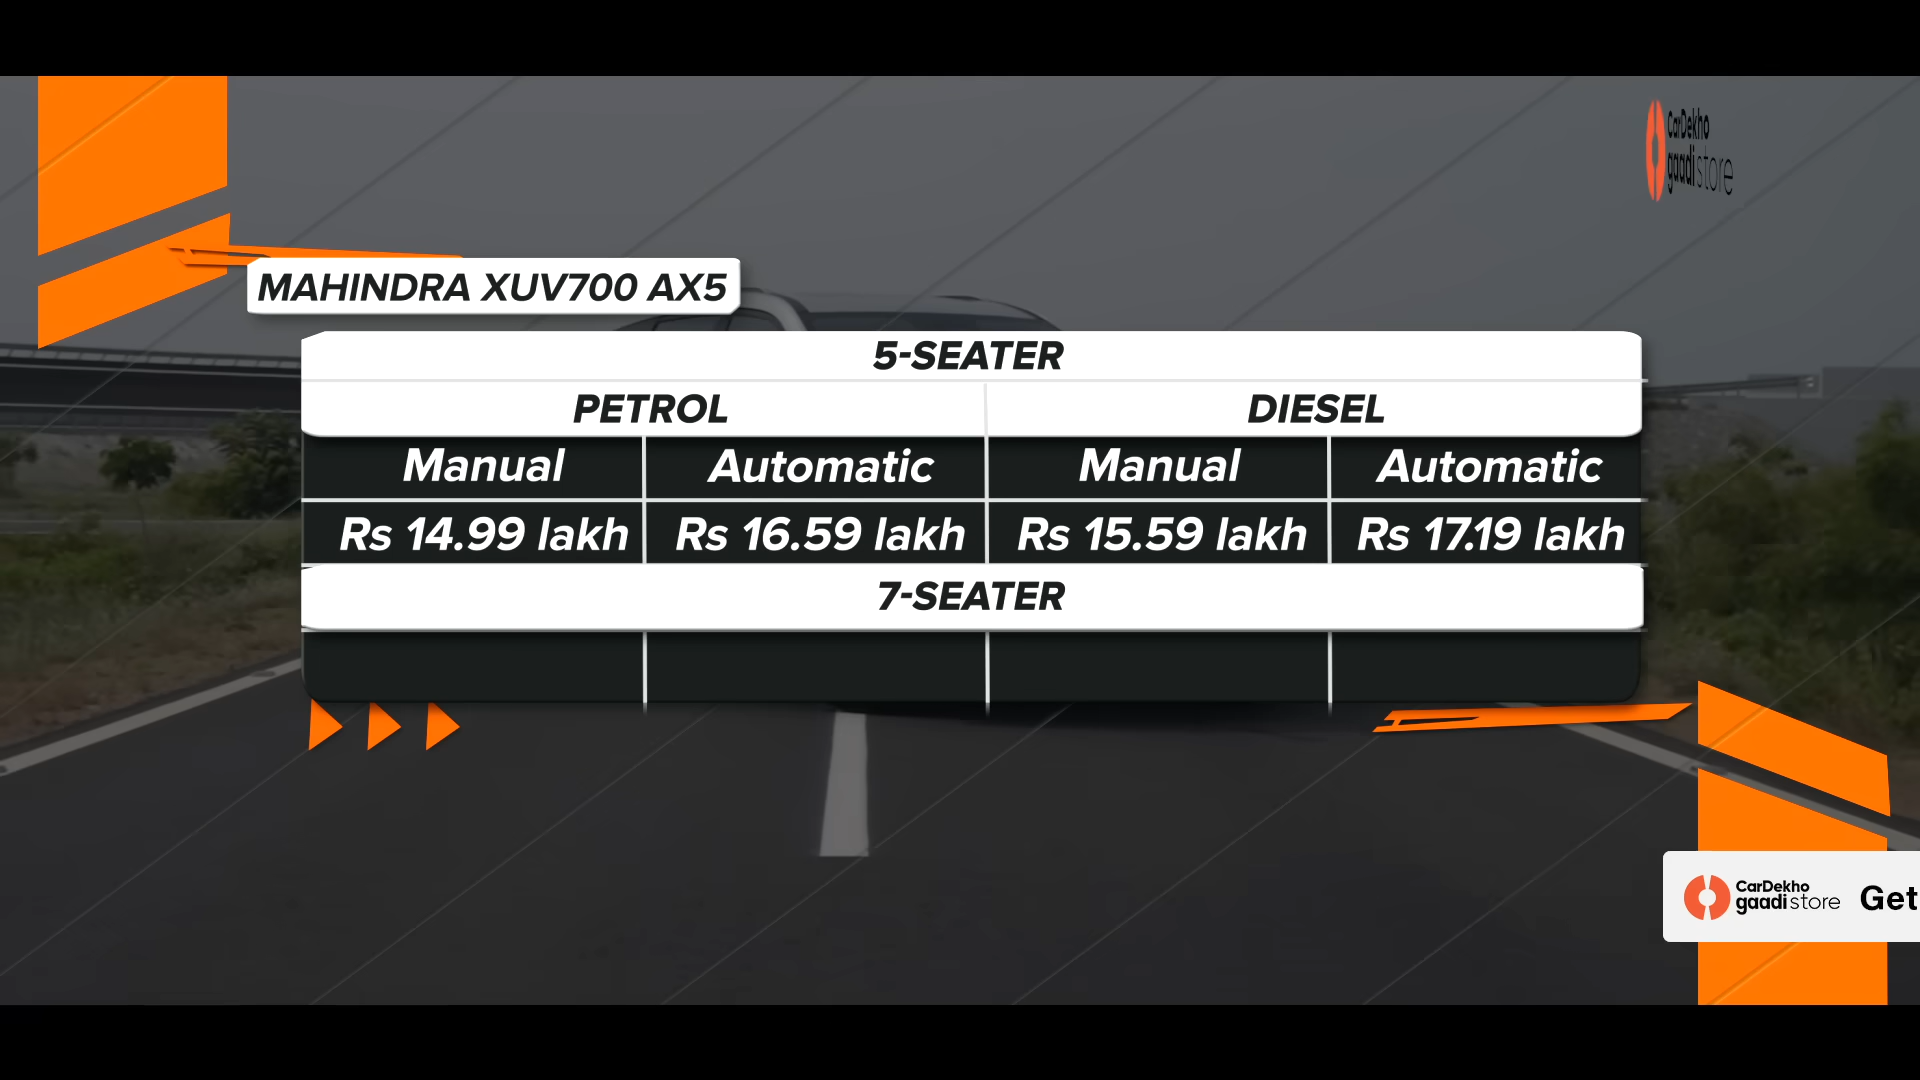 CarDekho
gaadi store
MAHINDRA XUV700 AX5
5-SEATER
PETROL DIESEL
Manual Automatic Manual Automatic
Rs 14.99 lakh Rs 16.59 lakh Rs 15.59 lakh Rs 17.19 lakh
7-SEATER
CarDekho
gaadi store Get